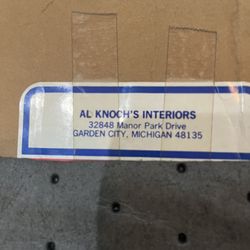 AL KNOCH'S INTERIORS
32848 Manor Park Drive
GARDEN CITY, MICHIGAN 48135